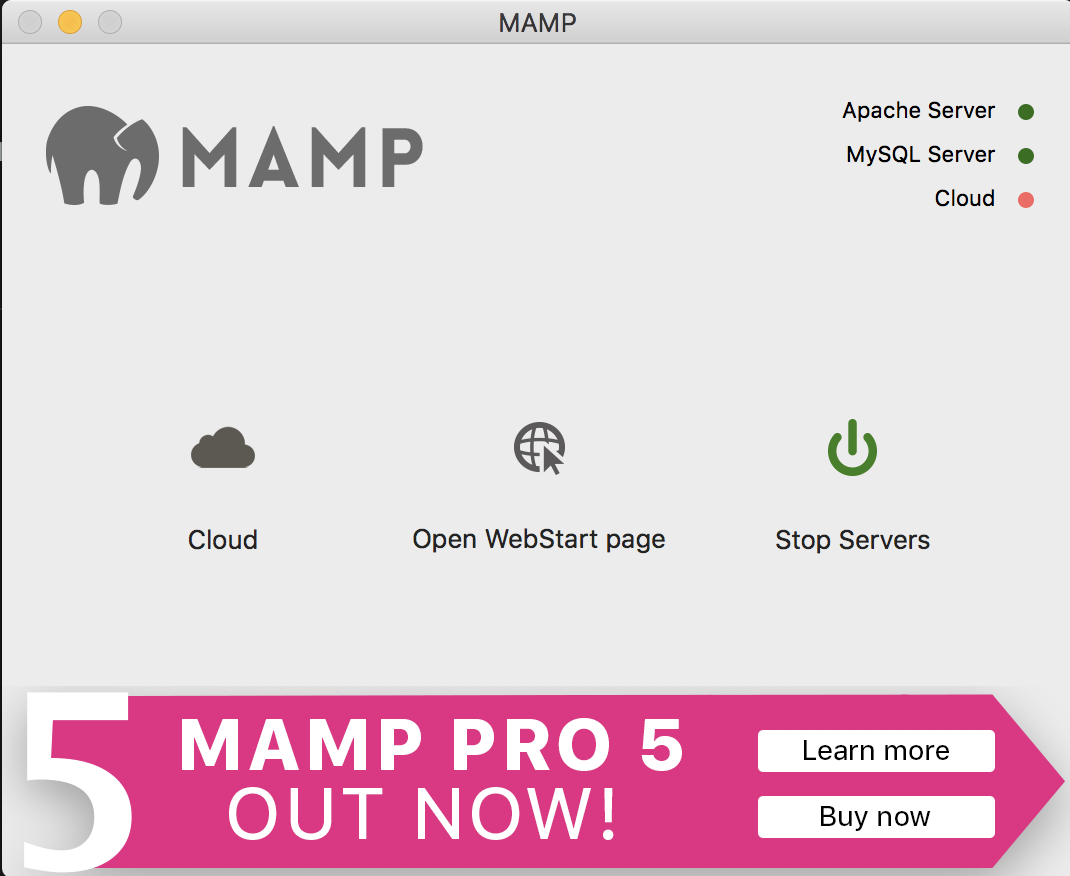 MAMP
MAMP
Apache Server
MySQL Server
Cloud
Cloud
Open WebStart page
Stop Servers
5
MAMP PRO 5
OUT NOW!
Learn more
Buy now